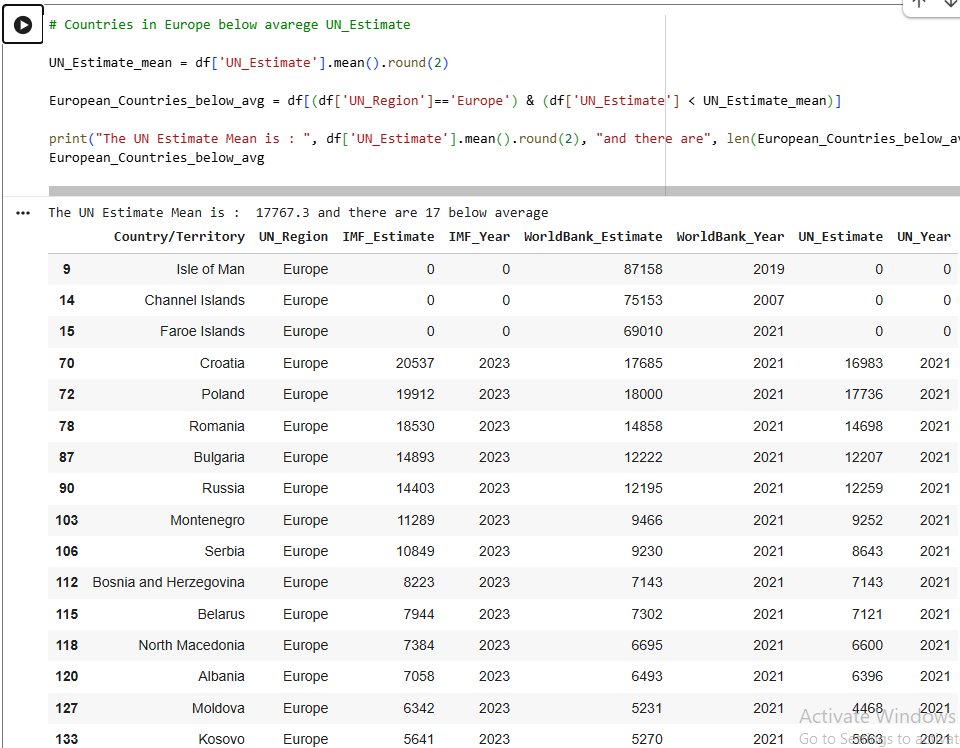 # Countries in Europe below avarege UN_Estimate
UN_Estimate_mean = df['UN_Estimate'].mean().round(2)
European_Countries_below_avg = df[(df['UN_Region']=='Europe') & (df['UN_Estimate'] < UN_Estimate_mean)]
print("The UN Estimate Mean is : ", df['UN_Estimate'].mean().round(2), "and there are", len(European_Countries_below_av
European_Countries_below_avg
The UN Estimate Mean is :  17767.3 and there are 17 below average
Country/Territory UN_Region IMF_Estimate IMF_Year WorldBank_Estimate WorldBank_Year UN_Estimate UN_Year
9 Isle of Man Europe 0 0 87158 2019 0 0
14 Channel Islands Europe 0 0 75153 2007 0 0
15 Faroe Islands Europe 0 0 69010 2021 0 0
70 Croatia Europe 20537 2023 17685 2021 16983 2021
72 Poland Europe 19912 2023 18000 2021 17736 2021
78 Romania Europe 18530 2023 14858 2021 14698 2021
87 Bulgaria Europe 14893 2023 12222 2021 12207 2021
90 Russia Europe 14403 2023 12195 2021 12259 2021
103 Montenegro Europe 11289 2023 9466 2021 9252 2021
106 Serbia Europe 10849 2023 9230 2021 8643 2021
112 Bosnia and Herzegovina Europe 8223 2023 7143 2021 7143 2021
115 Belarus Europe 7944 2023 7302 2021 7121 2021
118 North Macedonia Europe 7384 2023 6695 2021 6600 2021
120 Albania Europe 7058 2023 6493 2021 6396 2021
127 Moldova Europe 6342 2023 5231 2021 4468 2021
Activate Windows
133 Kosovo Europe 5641 2023 5270 2021 5663 2021
Go to Settings to activat